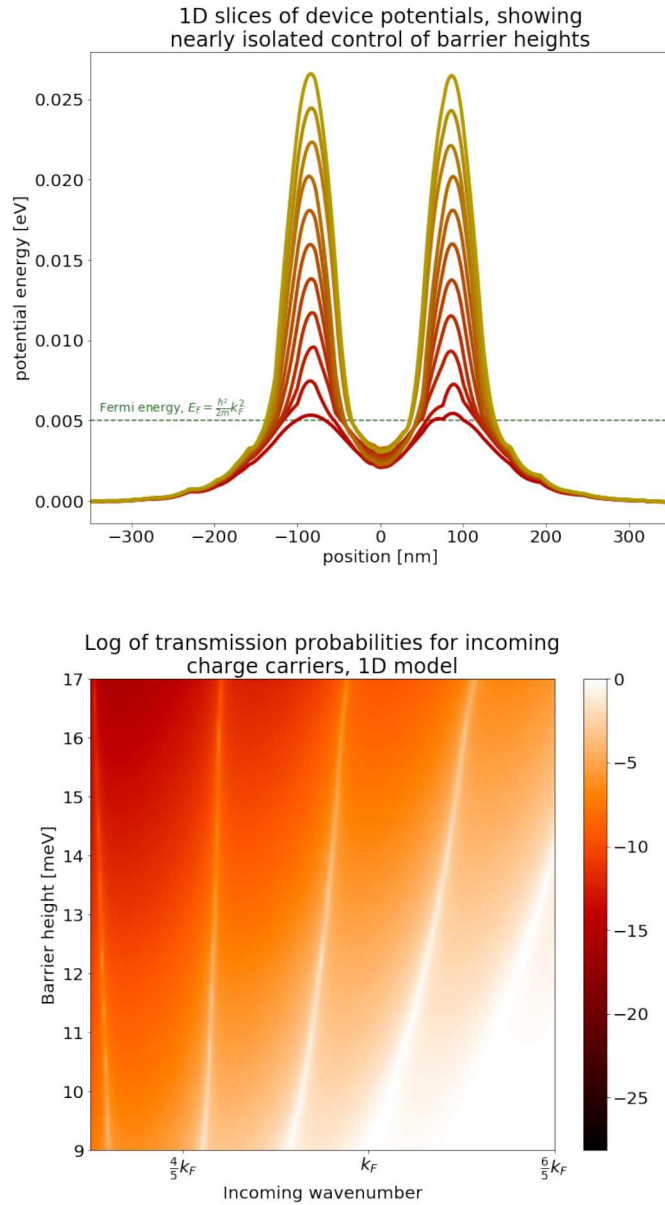 1D slices of device potentials, showing
nearly isolated control of barrier heights
0.025
0.020
0.015
0.010
0.005
0.000
potential energy [eV]
Fermi energy, $E_F = \frac{\hbar^2}{2m} k_F^2$
−300 −200 −100 0 100 200 300
position [nm]
Log of transmission probabilities for incoming
charge carriers, 1D model
17
16
15
14
13
12
11
10
9
Barrier height [meV]
$\frac{4}{5}k_F$ $k_F$ $\frac{6}{5}k_F$
Incoming wavenumber
0
−5
−10
−15
−20
−25